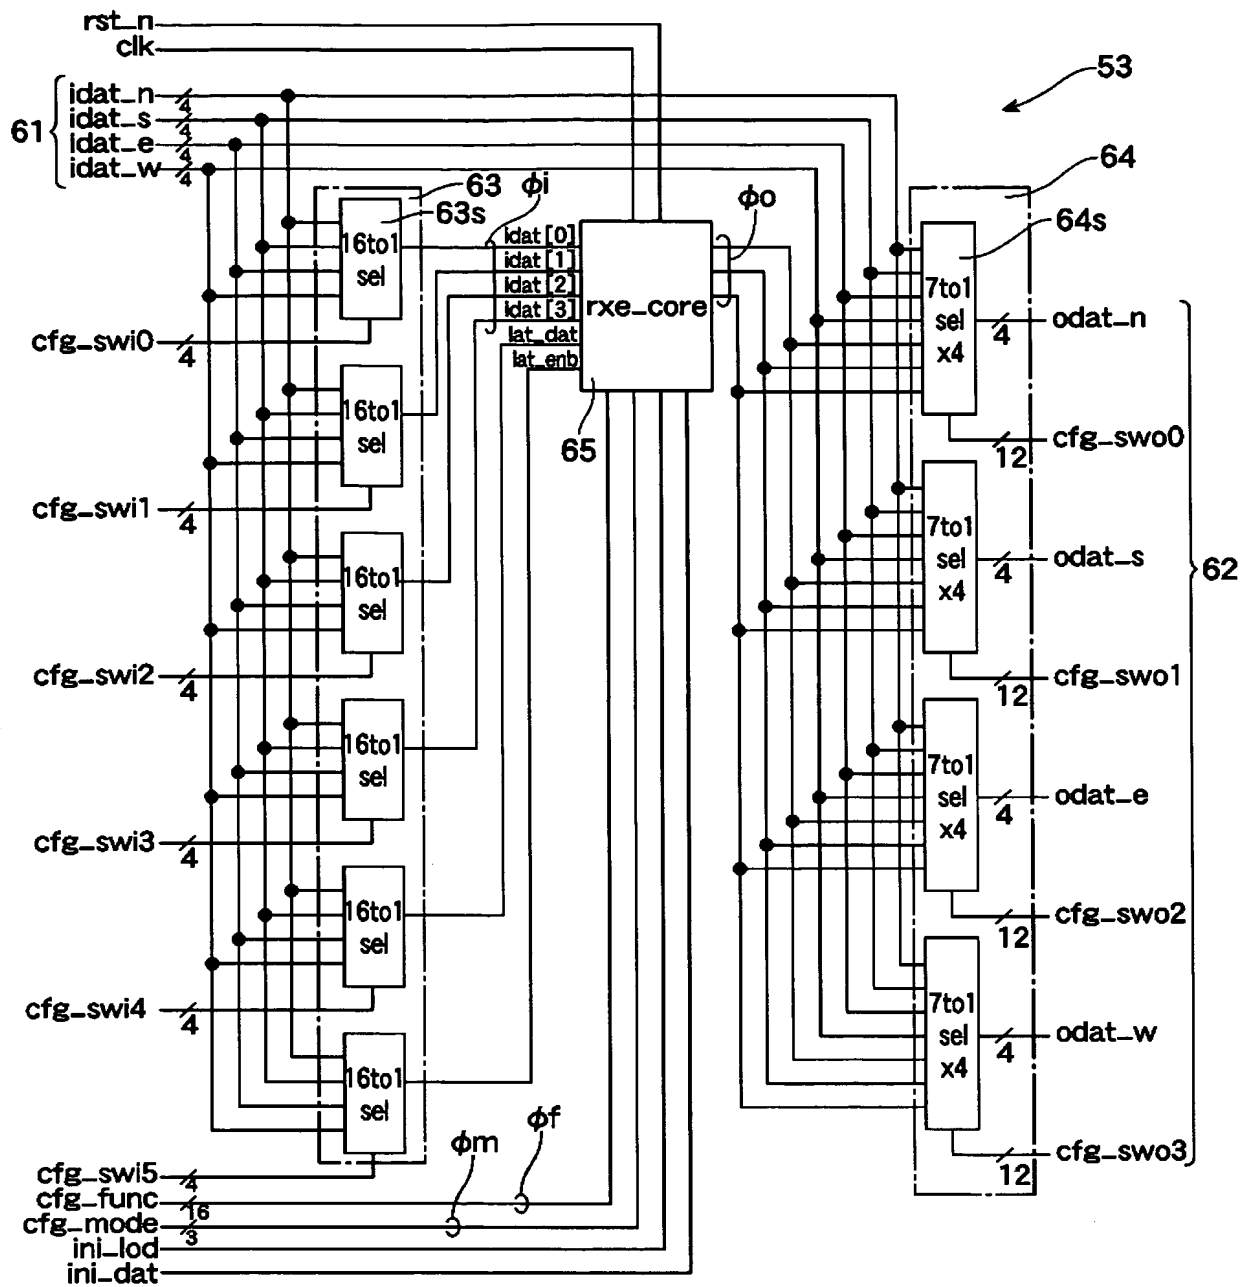 rst_n
clk
53
61
idat_n 4
idat_s 4
idat_e 4
idat_w 4
63
63s
ϕi
ϕo
64
64s
16to1
sel
cfg_swi0 4
16to1
sel
cfg_swi1 4
16to1
sel
cfg_swi2 4
16to1
sel
cfg_swi3 4
16to1
sel
cfg_swi4 4
16to1
sel
cfg_swi5 4
cfg_func 16
cfg_mode 3
ini_lod
ini_dat
ϕm
ϕf
idat[0]
idat[1]
idat[2]
idat[3]
lat_dat
lat_enb
rxe_core
65
7to1
sel
x4
4 odat_n
12 cfg_swo0
7to1
sel
x4
4 odat_s
12 cfg_swo1
62
7to1
sel
x4
4 odat_e
12 cfg_swo2
7to1
sel
x4
4 odat_w
12 cfg_swo3